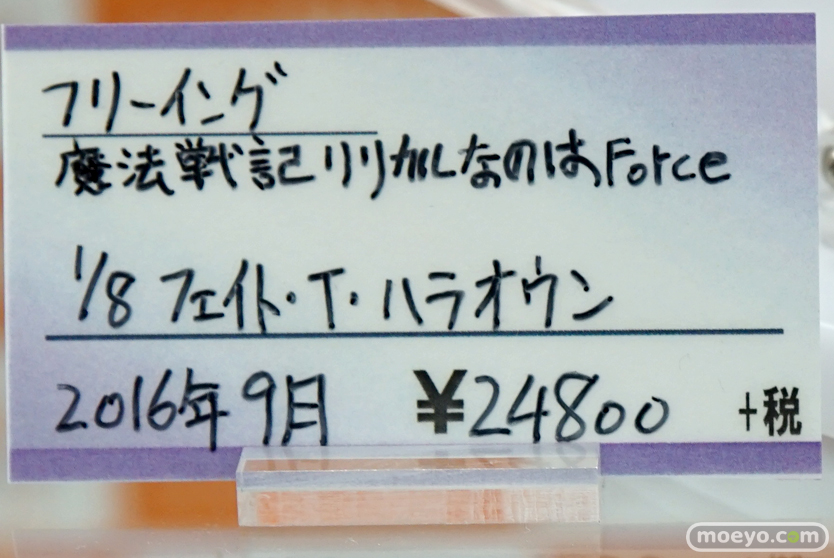 フリーイング
魔法戦記リリカルなのはForce
1/8 フェイト・T・ハラオウン
2016年9月 ¥24800 +税
moeyo.com